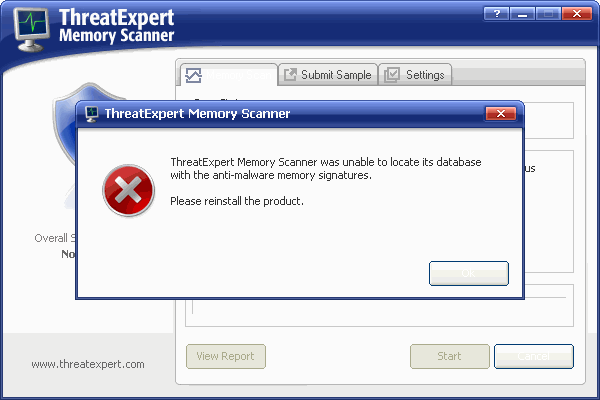 ThreatExpert
Memory Scanner
?
Submit Sample
Settings
ThreatExpert Memory Scanner
ThreatExpert Memory Scanner was unable to locate its database
with the anti-malware memory signatures.
Please reinstall the product.
Ok
us
Overall S
No
www.threatexpert.com
View Report
Start
Cancel